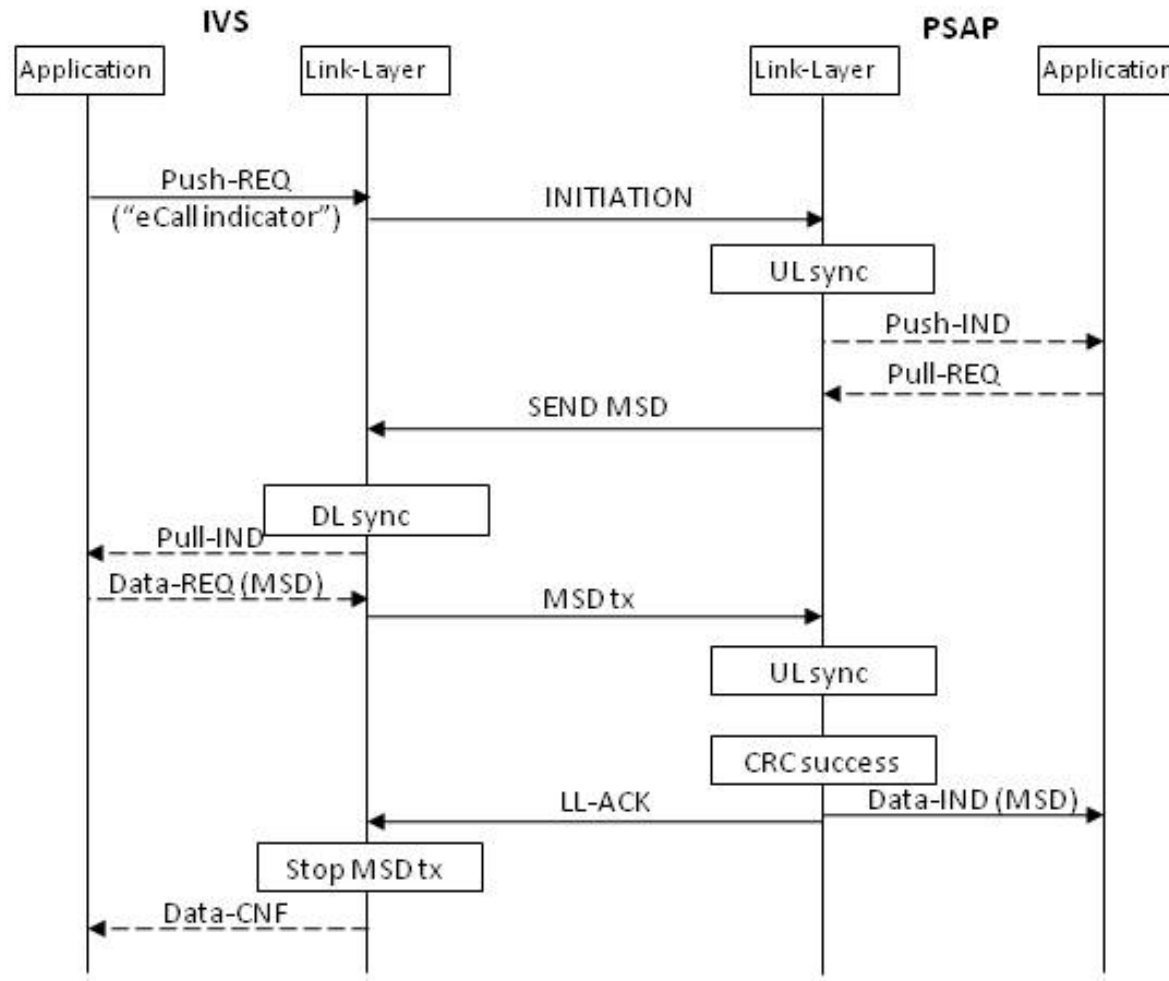 IVS
PSAP
Application
Link-Layer
Link-Layer
Application
Push-REQ
("eCall indicator")
INITIATION
UL sync
Push-IND
Pull-REQ
SEND MSD
DL sync
Pull-IND
Data-REQ (MSD)
MSD tx
UL sync
CRC success
LL-ACK
Data-IND (MSD)
Stop MSD tx
Data-CNF